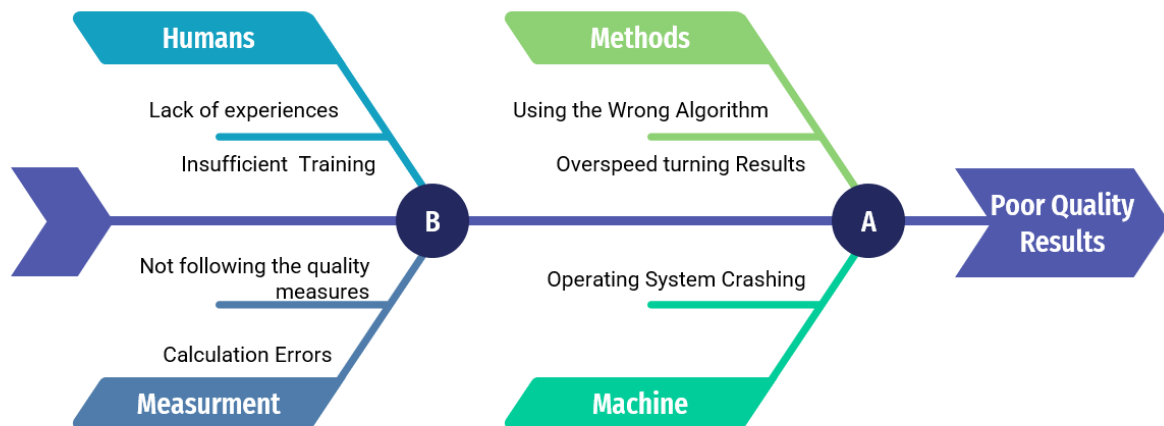 Humans
Methods
Lack of experiences
Using the Wrong Algorithm
Insufficient Training
Overspeed turning Results
B
A
Poor Quality
Results
Not following the quality
measures
Operating System Crashing
Calculation Errors
Measurment
Machine